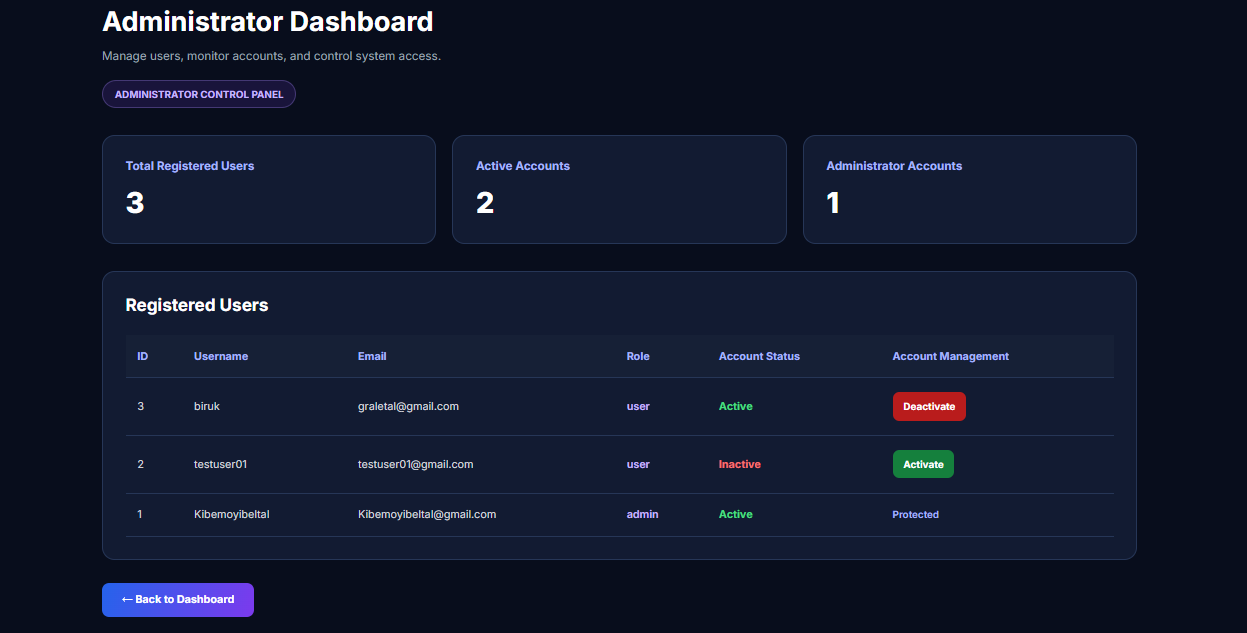 Administrator Dashboard
Manage users, monitor accounts, and control system access.
ADMINISTRATOR CONTROL PANEL
Total Registered Users
3
Active Accounts
2
Administrator Accounts
1
Registered Users
ID Username Email Role Account Status Account Management
3 biruk graletal@gmail.com user Active Deactivate
2 testuser01 testuser01@gmail.com user Inactive Activate
1 Kibemoyibeltal Kibemoyibeltal@gmail.com admin Active Protected
← Back to Dashboard